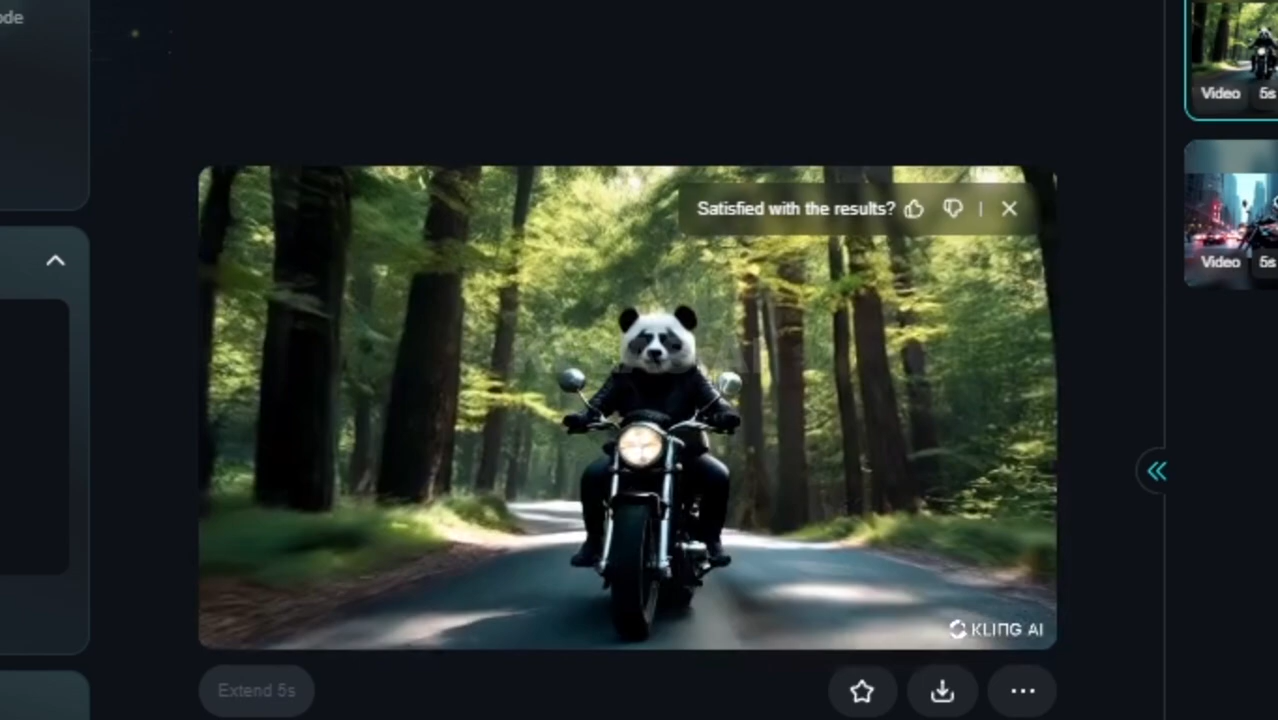 ode
Video 5s
Satisfied with the results?
Video 5s
KLING AI
Extend 5s